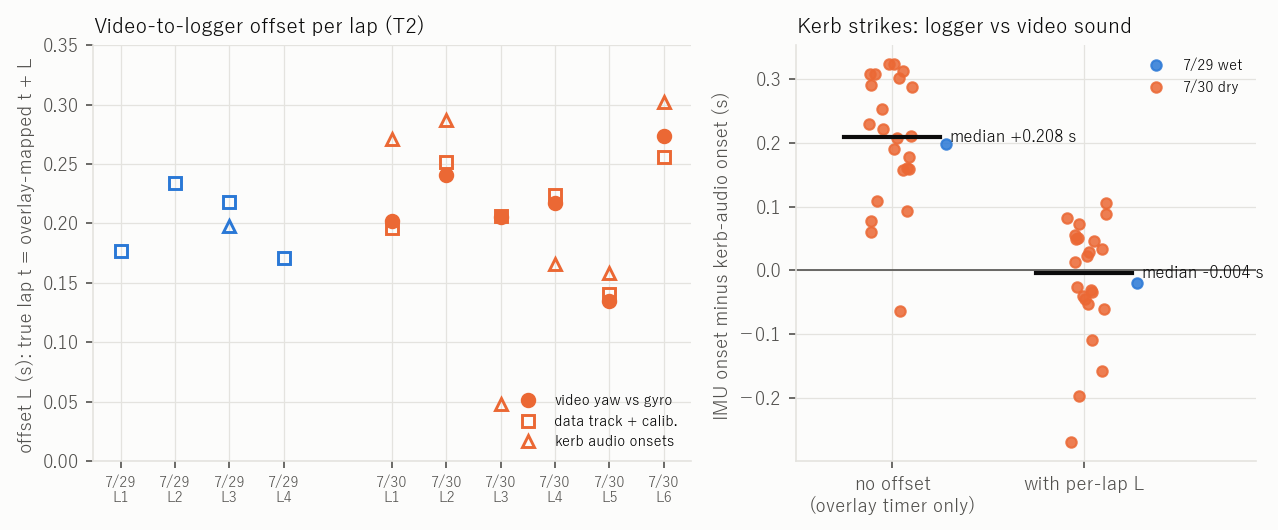 Video-to-logger offset per lap (T2)
offset L (s): true lap t = overlay-mapped t + L
0.35
0.30
0.25
0.20
0.15
0.10
0.05
0.00
7/29 L1
7/29 L2
7/29 L3
7/29 L4
7/30 L1
7/30 L2
7/30 L3
7/30 L4
7/30 L5
7/30 L6
video yaw vs gyro
data track + calib.
kerb audio onsets
Kerb strikes: logger vs video sound
IMU onset minus kerb-audio onset (s)
0.3
0.2
0.1
0.0
−0.1
−0.2
7/29 wet
7/30 dry
median +0.208 s
median -0.004 s
no offset
(overlay timer only)
with per-lap L